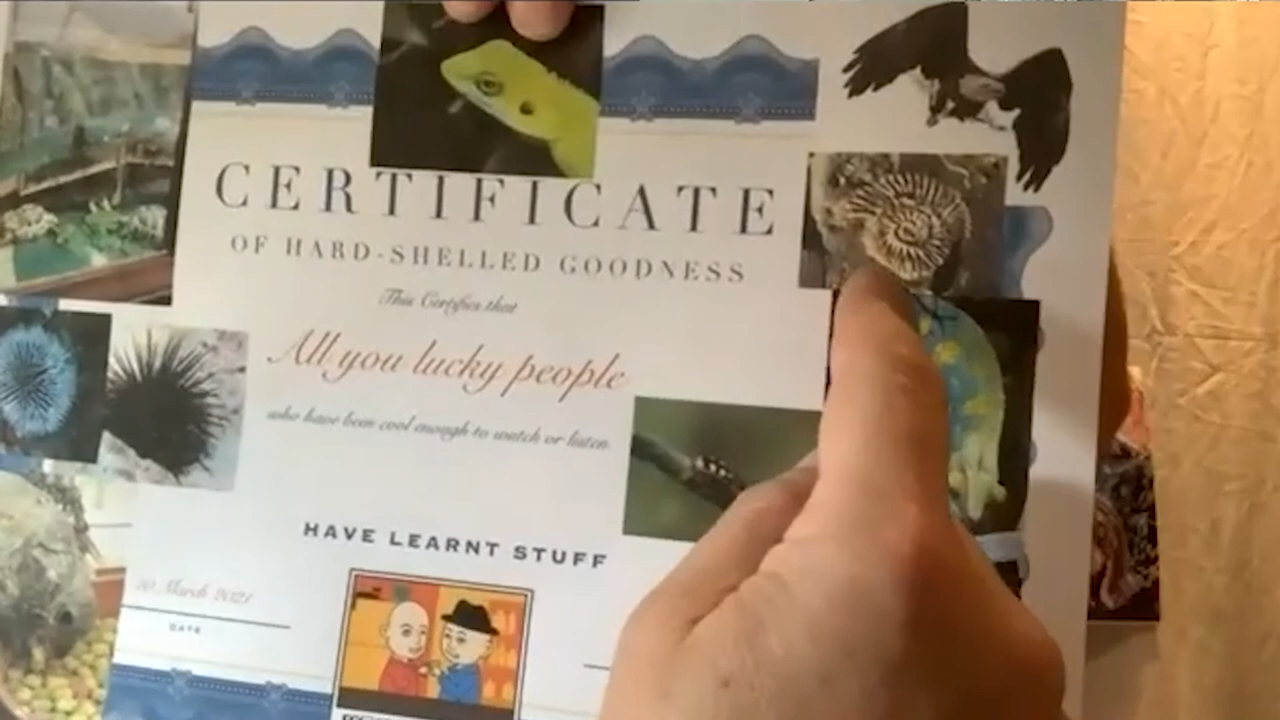 CERTIFICATE
OF HARD-SHELLED GOODNESS
This Certifies that
All you lucky people
who have been cool enough to watch or listen
HAVE LEARNT STUFF
March 2021
DATE